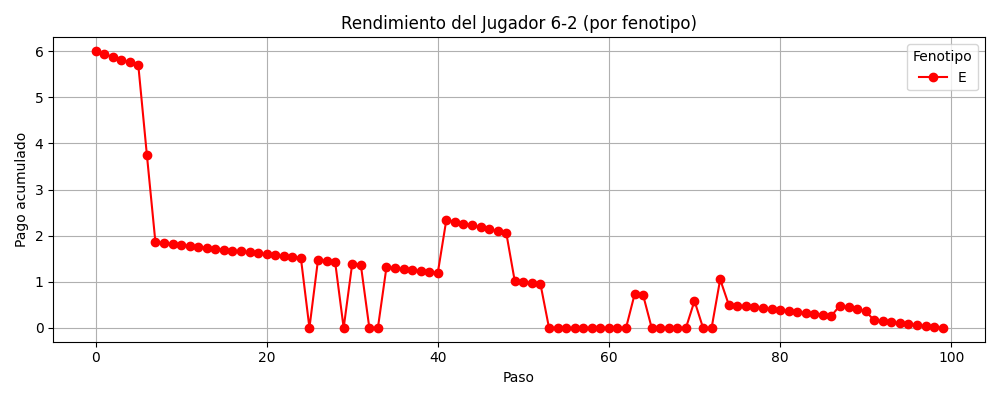 Rendimiento del Jugador 6-2 (por fenotipo)
Fenotipo
E
Pago acumulado
6
5
4
3
2
1
0
0 20 40 60 80 100
Paso